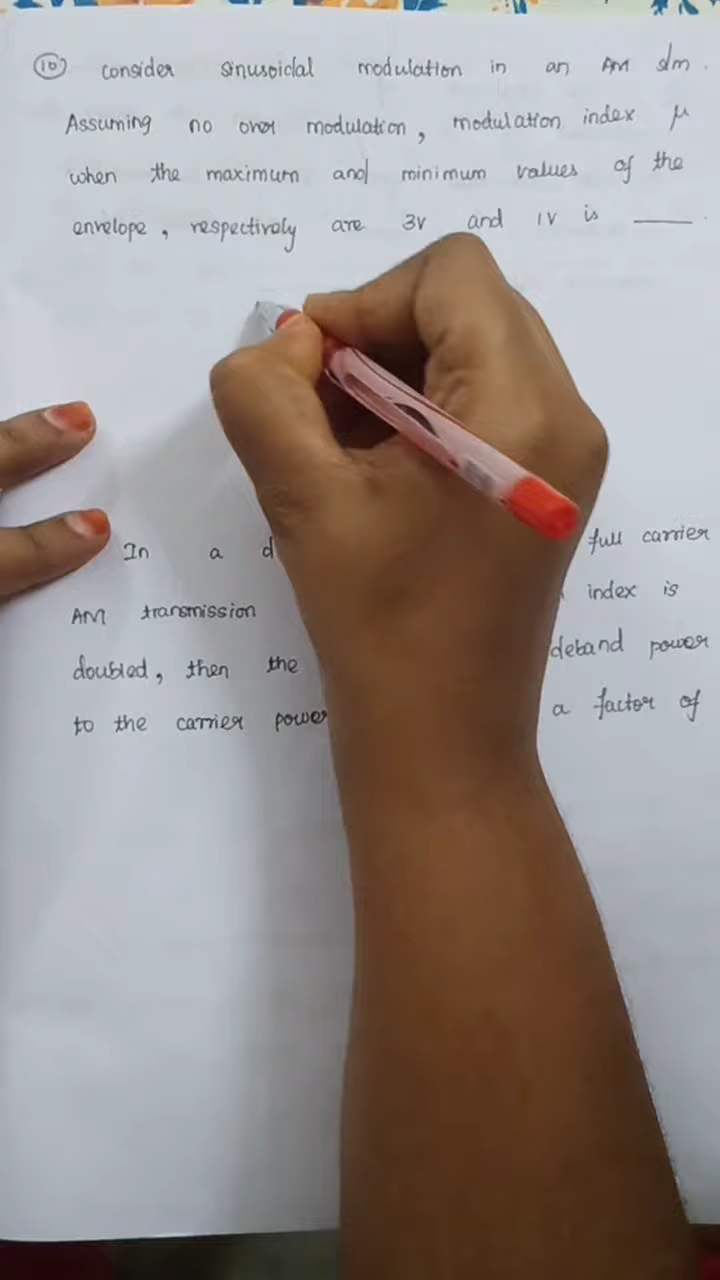 (10) consider sinusoidal modulation in an AM s/m.
Assuming no over modulation, modulation index μ
when the maximum and minimum values of the
envelope, respectively are 3v and 1v is ____.
In a full carrier
AM transmission index is
doubled, then the power
to the carrier power a factor of